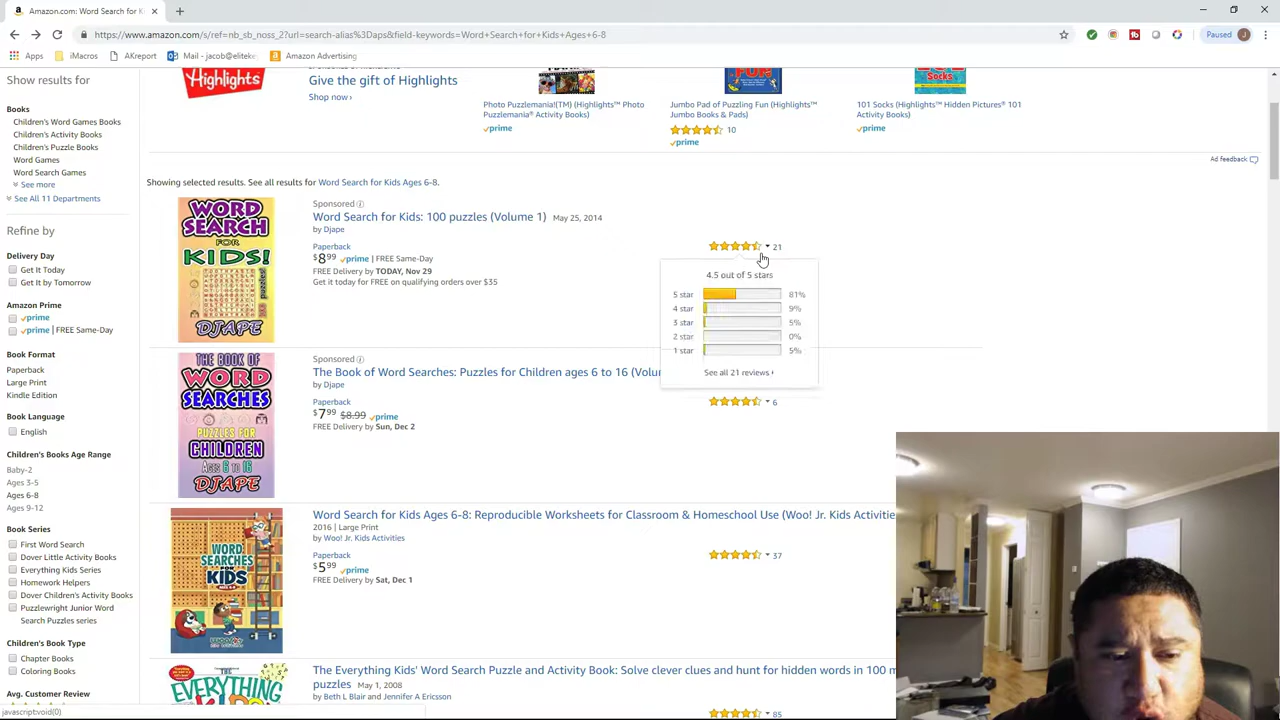 Amazon.com: Word Search for Ki
https://www.amazon.com/s/ref=nb_sb_noss_2?url=search-alias%3Daps&field-keywords=Word+Search+for+Kids+Ages+6-8
Paused
J
Apps
iMacros
AKreport
Mail - jacob@eliteke
Amazon Advertising
Show results for
Books
Children's Word Games Books
Children's Activity Books
Children's Puzzle Books
Word Games
Word Search Games
See more
See All 11 Departments
Refine by
Delivery Day
Get It Today
Get It by Tomorrow
Amazon Prime
prime
prime | FREE Same-Day
Book Format
Paperback
Large Print
Kindle Edition
Book Language
English
Children's Books Age Range
Baby-2
Ages 3-5
Ages 6-8
Ages 9-12
Book Series
First Word Search
Dover Little Activity Books
Everything Kids Series
Homework Helpers
Dover Children's Activity Books
Puzzlewright Junior Word
Search Puzzles series
Children's Book Type
Chapter Books
Coloring Books
Avg. Customer Review
javascript:void(0)
Highlights
Give the gift of Highlights
Shop now ›
Photo Puzzlemania!(TM) (Highlights™ Photo
Puzzlemania® Activity Books)
prime
FUN!
Jumbo Pad of Puzzling Fun (Highlights™
Jumbo Books & Pads)
10
prime
Socks
101 Socks (Highlights™ Hidden Pictures® 101
Activity Books)
prime
Ad feedback
Showing selected results. See all results for Word Search for Kids Ages 6-8.
WORD
SEARCH
FOR
KIDS!
puzzles!
DJAPE
Sponsored
Word Search for Kids: 100 puzzles (Volume 1) May 25, 2014
by Djape
Paperback
$8.99 prime | FREE Same-Day
FREE Delivery by TODAY, Nov 29
Get it today for FREE on qualifying orders over $35
21
4.5 out of 5 stars
5 star 81%
4 star 9%
3 star 5%
2 star 0%
1 star 5%
See all 21 reviews ›
THE BOOK OF
WORD
SEARCHES
PUZZLES FOR
CHILDREN
AGES 6 TO 16
DJAPE
Sponsored
The Book of Word Searches: Puzzles for Children ages 6 to 16 (Volu
by Djape
Paperback
$7.99 $8.99 prime
FREE Delivery by Sun, Dec 2
6
WORD
SEARCHES
FOR
KIDS
Word Search for Kids Ages 6-8: Reproducible Worksheets for Classroom & Homeschool Use (Woo! Jr. Kids Activitie
2016 | Large Print
by Woo! Jr. Kids Activities
Paperback
$5.99 prime
FREE Delivery by Sat, Dec 1
37
THE
EVERYTHING
The Everything Kids' Word Search Puzzle and Activity Book: Solve clever clues and hunt for hidden words in 100 m
puzzles May 1, 2008
by Beth L Blair and Jennifer A Ericsson
85